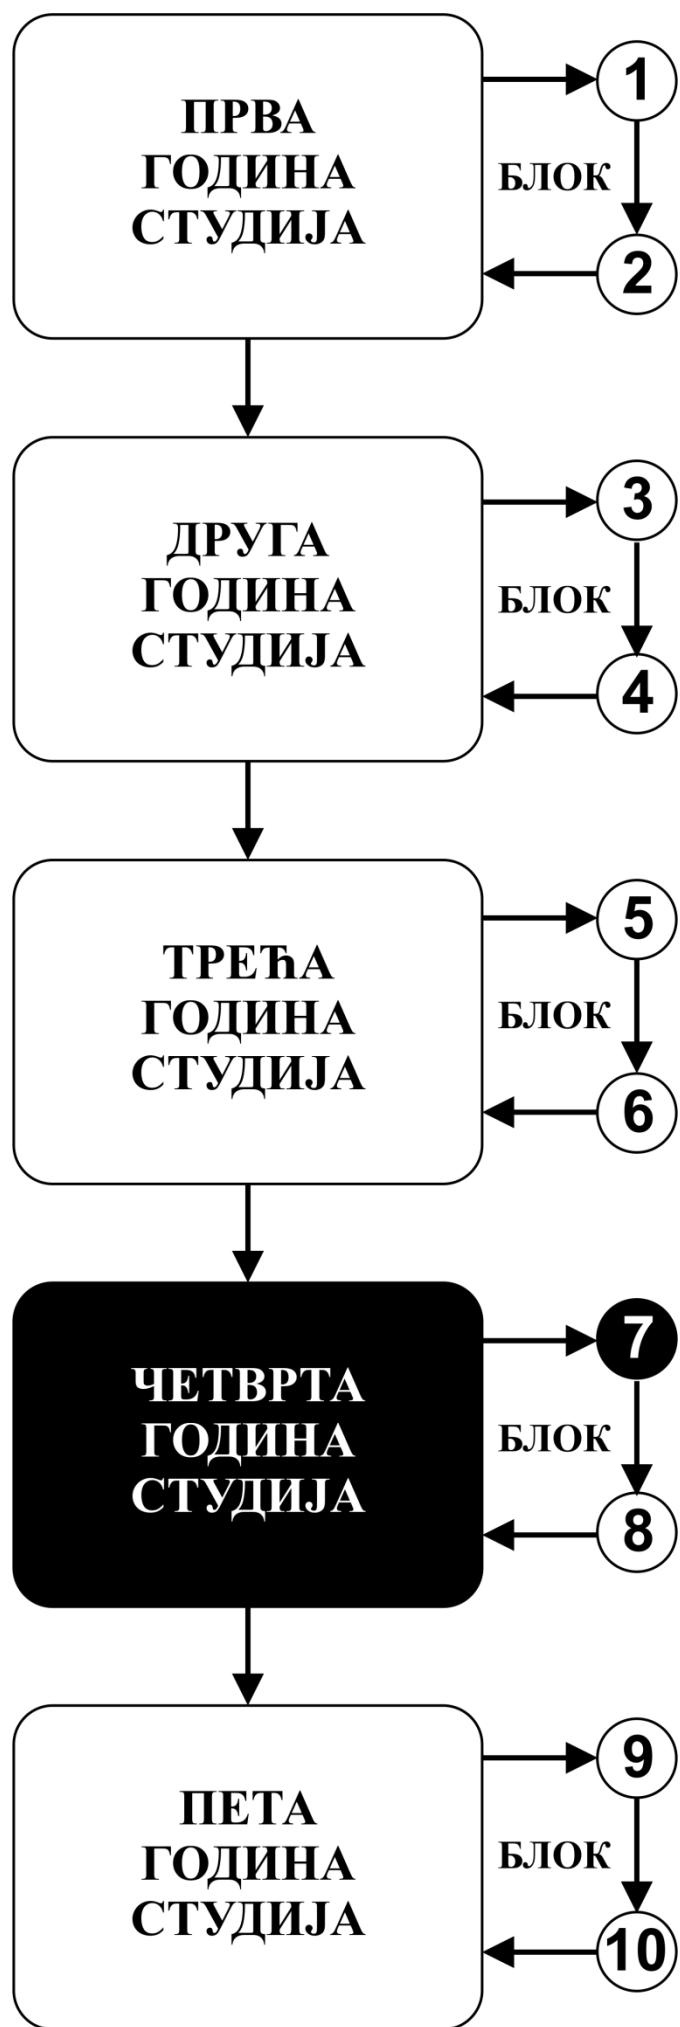 ПРВА
ГОДИНА
СТУДИЈА
1
БЛОК
2
ДРУГА
ГОДИНА
СТУДИЈА
3
БЛОК
4
ТРЕЋА
ГОДИНА
СТУДИЈА
5
БЛОК
6
ЧЕТВРТА
ГОДИНА
СТУДИЈА
7
БЛОК
8
ПЕТА
ГОДИНА
СТУДИЈА
9
БЛОК
10